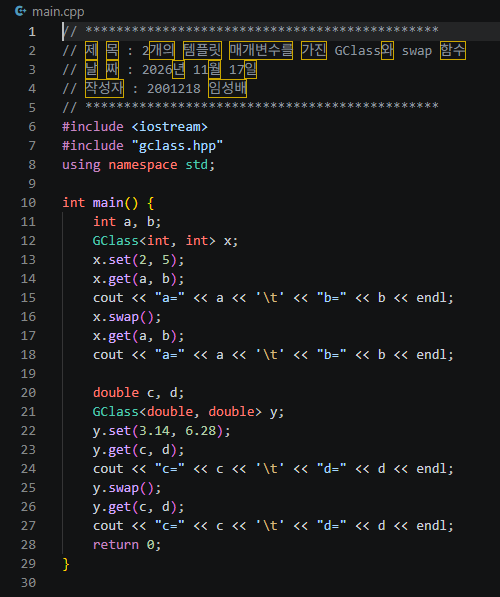 main.cpp
1 // **********************************************
2 // 제 목 : 2개의 템플릿 매개변수를 가진 GClass와 swap 함수
3 // 날 짜 : 2026년 11월 17일
4 // 작성자 : 2001218 임성배
5 // **********************************************
6 #include <iostream>
7 #include "gclass.hpp"
8 using namespace std;
9
10 int main() {
11     int a, b;
12     GClass<int, int> x;
13     x.set(2, 5);
14     x.get(a, b);
15     cout << "a=" << a << '\t' << "b=" << b << endl;
16     x.swap();
17     x.get(a, b);
18     cout << "a=" << a << '\t' << "b=" << b << endl;
19
20     double c, d;
21     GClass<double, double> y;
22     y.set(3.14, 6.28);
23     y.get(c, d);
24     cout << "c=" << c << '\t' << "d=" << d << endl;
25     y.swap();
26     y.get(c, d);
27     cout << "c=" << c << '\t' << "d=" << d << endl;
28     return 0;
29 }
30